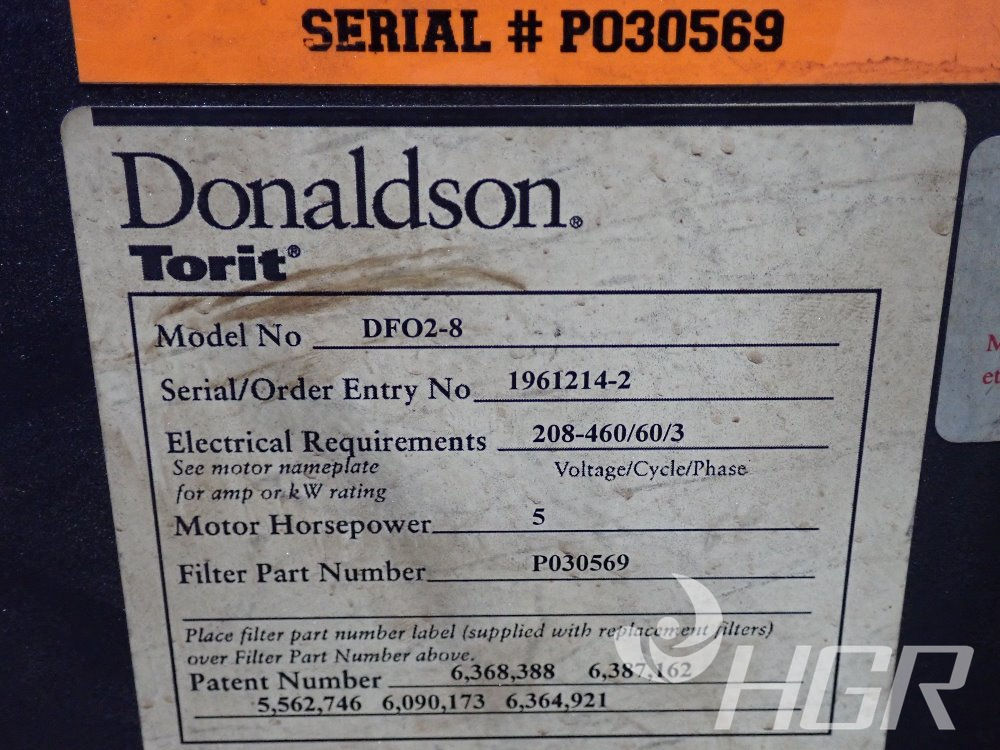 SERIAL # P030569
Donaldson®
Torit®
Model No DFO2-8
Serial/Order Entry No 1961214-2
Electrical Requirements 208-460/60/3
See motor nameplate Voltage/Cycle/Phase
for amp or kW rating
Motor Horsepower 5
Filter Part Number P030569
Place filter part number label (supplied with replacement filters)
over Filter Part Number above.
Patent Number 6,368,388 6,387,162
5,562,746 6,090,173 6,364,921
HGR
M
et